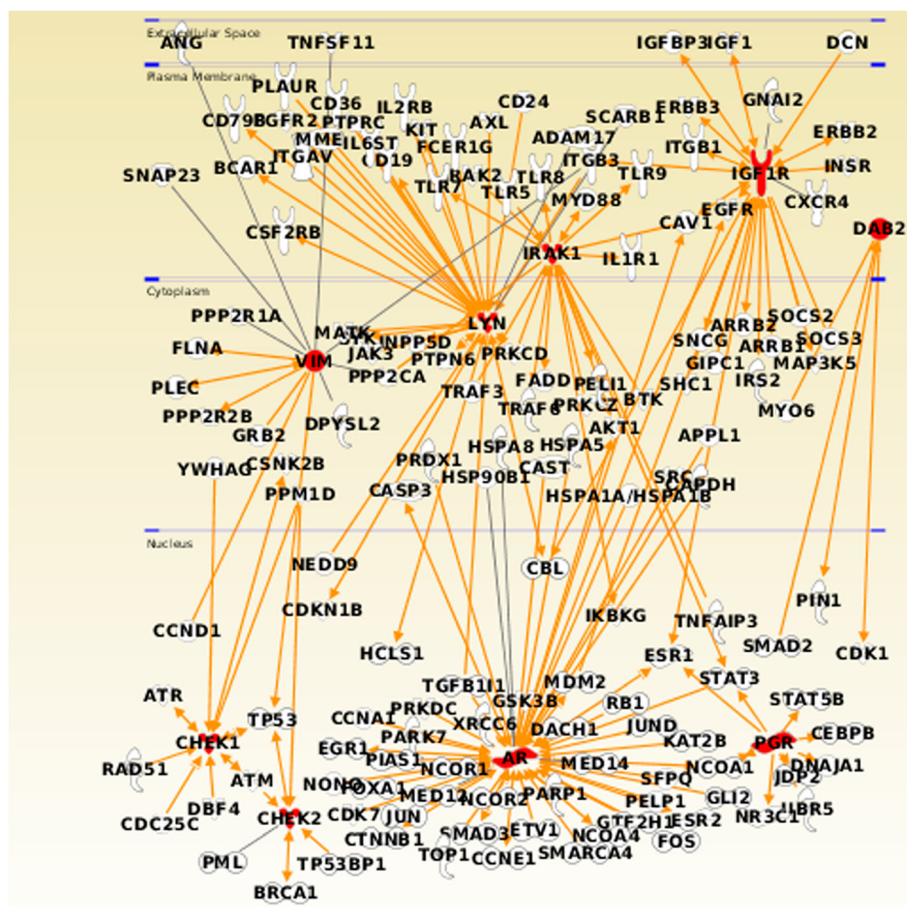 Extracellular Space
ANG
TNFSF11
IGFBP3
IGF1
DCN
Plasma Membrane
PLAUR
CD36
IL2RB
CD24
ERBB3
GNAI2
CD79B
PTPRC
AXL
SCARB1
KIT
ADAM17
ERBB2
MME
IL6ST
FCER1G
ITGB1
ITGAV
CD19
ITGB3
BCAR1
SNAP23
BAK2
TLR8
TLR9
IGF1R
INSR
TLR7
TLR5
MYD88
CXCR4
EGFR
CAV1
CSF2RB
DAB2
IRAK1
IL1R1
Cytoplasm
PPP2R1A
LYN
SOCS2
ARRB2
MATK
SYK
INPP5D
SNCG
ARRB1
SOCS3
FLNA
VIM
JAK3
PTPN6
PRKCD
GIPC1
MAP3K5
PLEC
PPP2CA
TRAF3
FADD
PELI1
SHC1
IRS2
PPP2R2B
TRAF6
PRKCZ
BTK
MYO6
DPYSL2
GRB2
AKT1
APPL1
HSPA8
HSPA5
YWHAG
CSNK2B
PRDX1
CAST
HSP90B1
SRC
GAPDH
PPM1D
CASP3
HSPA1A/HSPA1B
Nucleus
NEDD9
CBL
CDKN1B
PIN1
IKBKG
TNFAIP3
CCND1
HCLS1
ESR1
SMAD2
CDK1
STAT3
ATR
TGFB1I1
MDM2
GSK3B
RB1
STAT5B
TP53
CCNA1
PRKDC
XRCC6
DACH1
JUND
CEBPB
CHEK1
EGR1
PARK7
KAT2B
PGR
PIAS1
AR
MED14
NCOA1
DNAJA1
RAD51
ATM
NCOR1
SFPQ
JDP2
NONO
FOXA1
MED12
NCOR2
PARP1
PELP1
GLI2
CDC25C
DBF4
CHEK2
CDK7
JUN
GTF2H1
ESR2
NR3C1
UBR5
CTNNB1
SMAD3
ETV1
NCOA4
FOS
PML
TP53BP1
TOP1
CCNE1
SMARCA4
BRCA1